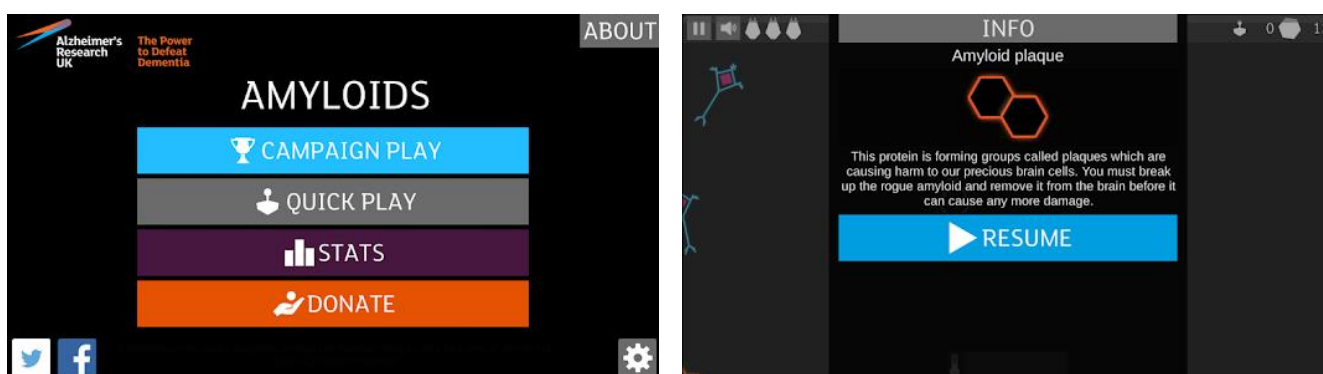 Alzheimer's
Research
UK
The Power
to Defeat
Dementia
ABOUT
AMYLOIDS
CAMPAIGN PLAY
QUICK PLAY
STATS
DONATE
INFO
0
Amyloid plaque
This protein is forming groups called plaques which are
causing harm to our precious brain cells. You must break
up the rogue amyloid and remove it from the brain before it
can cause any more damage.
RESUME